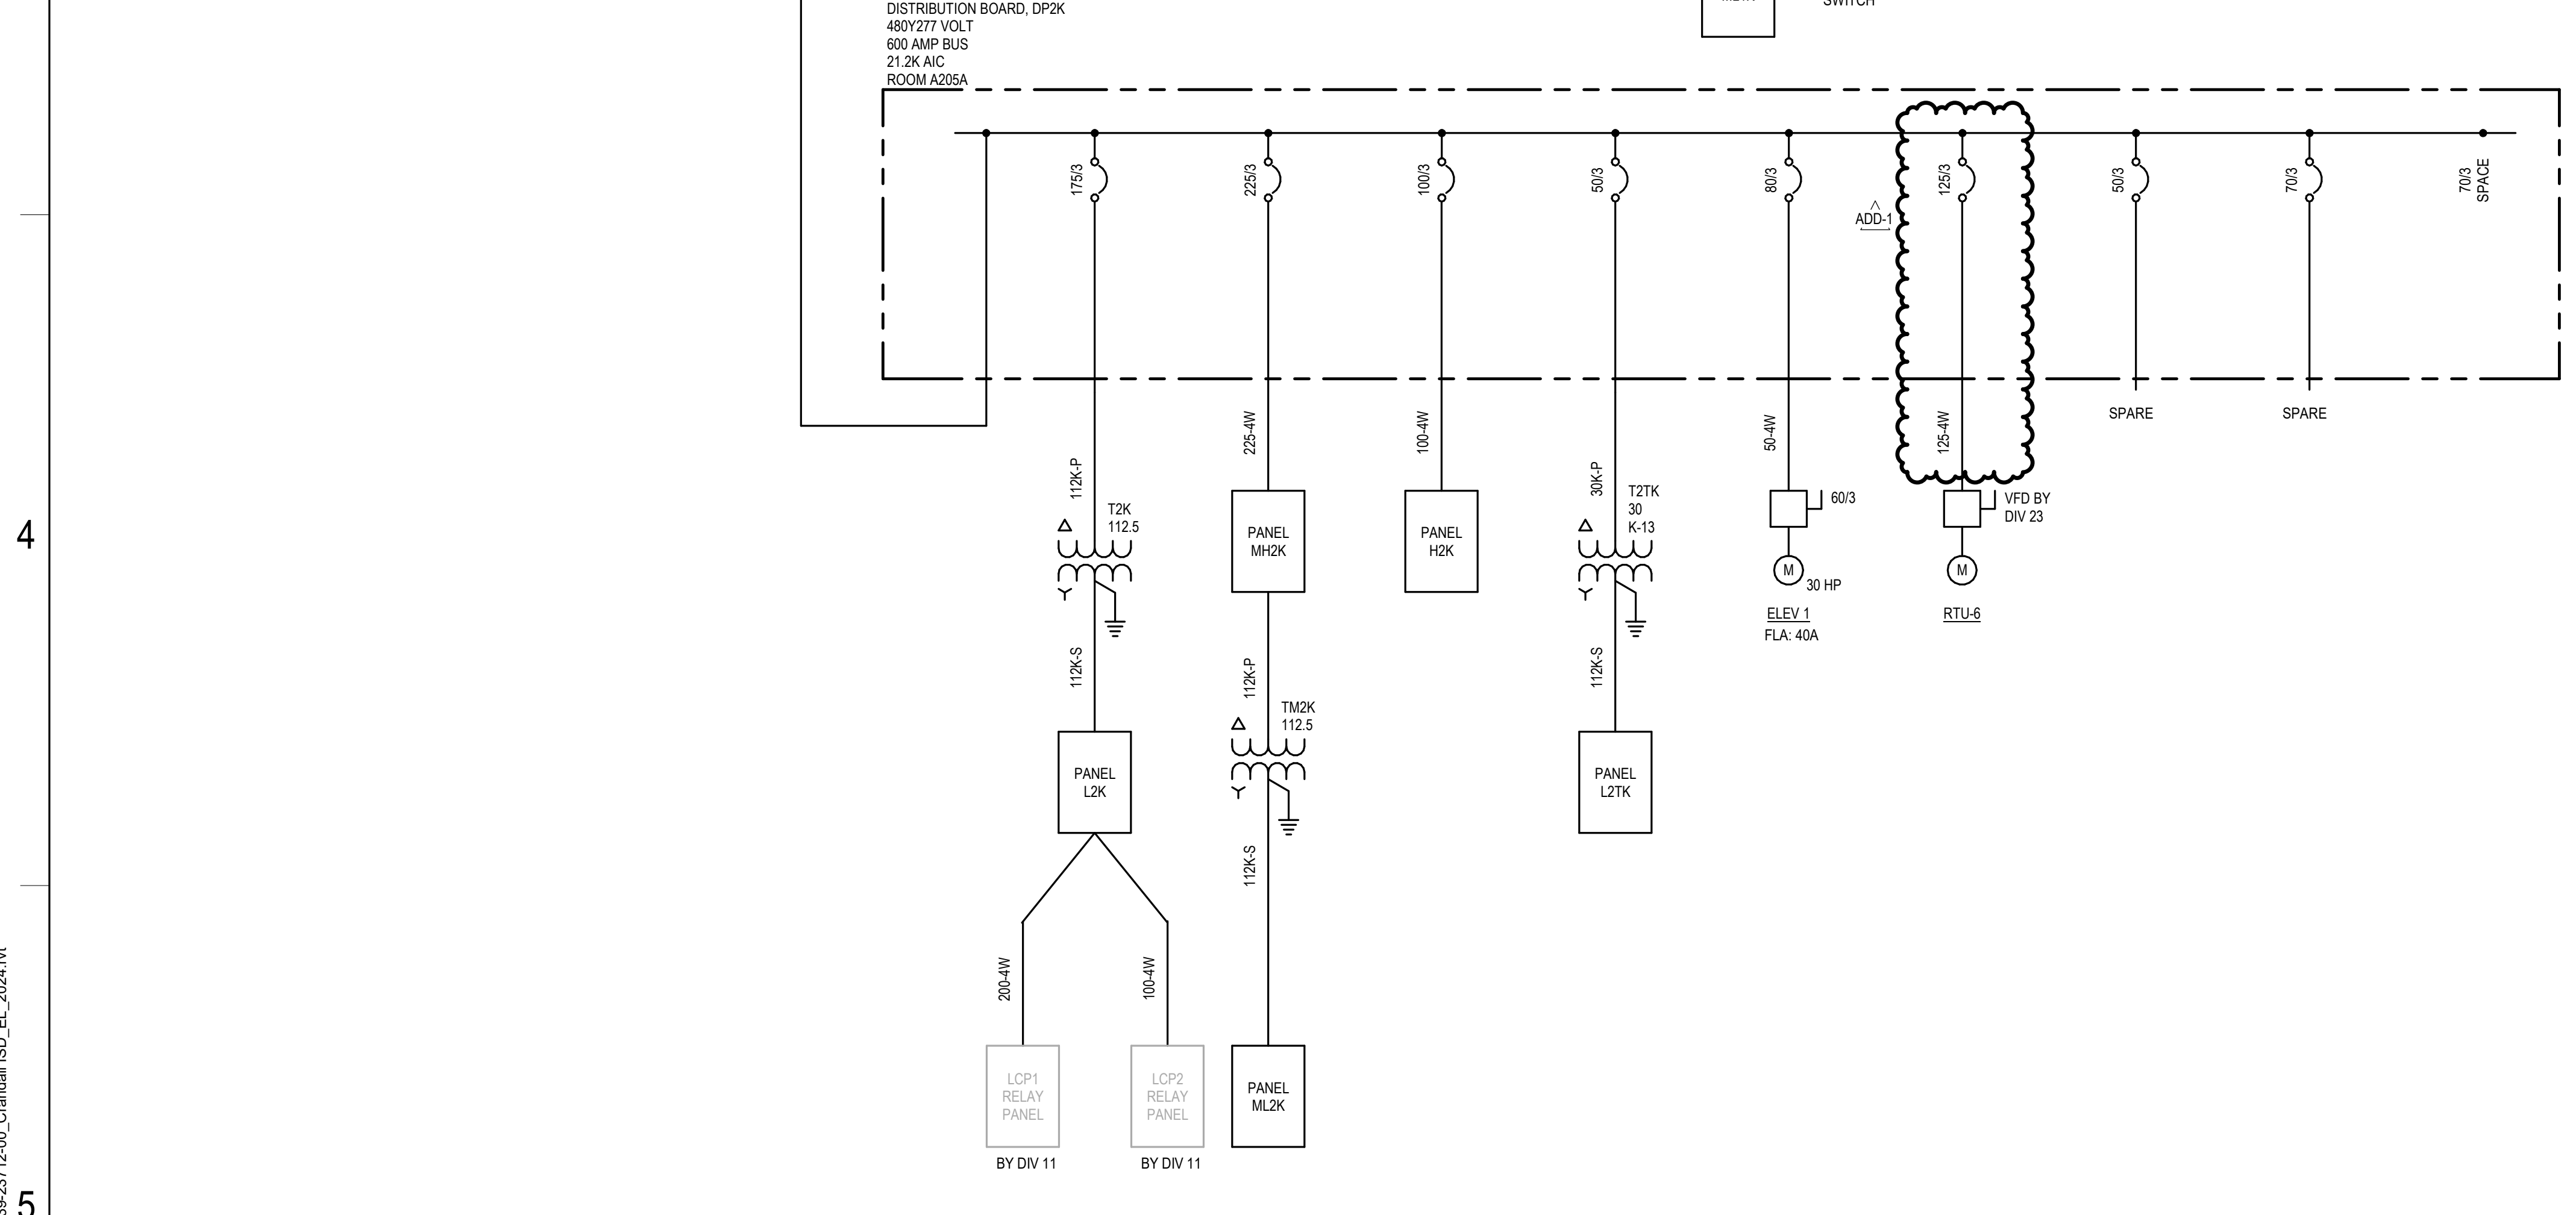 DISTRIBUTION BOARD, DP2K
480Y277 VOLT
600 AMP BUS
21.2K AIC
ROOM A205A
SWITCH
175/3
225/3
100/3
50/3
80/3
ADD-1
125/3
50/3
70/3
70/3
SPACE
112K-P
225-4W
100-4W
30K-P
50-4W
125-4W
SPARE
SPARE
T2K
112.5
PANEL
MH2K
PANEL
H2K
T2TK
30
K-13
60/3
VFD BY
DIV 23
M
30 HP
ELEV 1
FLA: 40A
M
RTU-6
4
Y
Y
112K-S
112K-P
112K-S
TM2K
112.5
Y
PANEL
L2K
PANEL
L2TK
112K-S
200-4W
100-4W
LCP1
RELAY
PANEL
LCP2
RELAY
PANEL
PANEL
ML2K
BY DIV 11
BY DIV 11
5